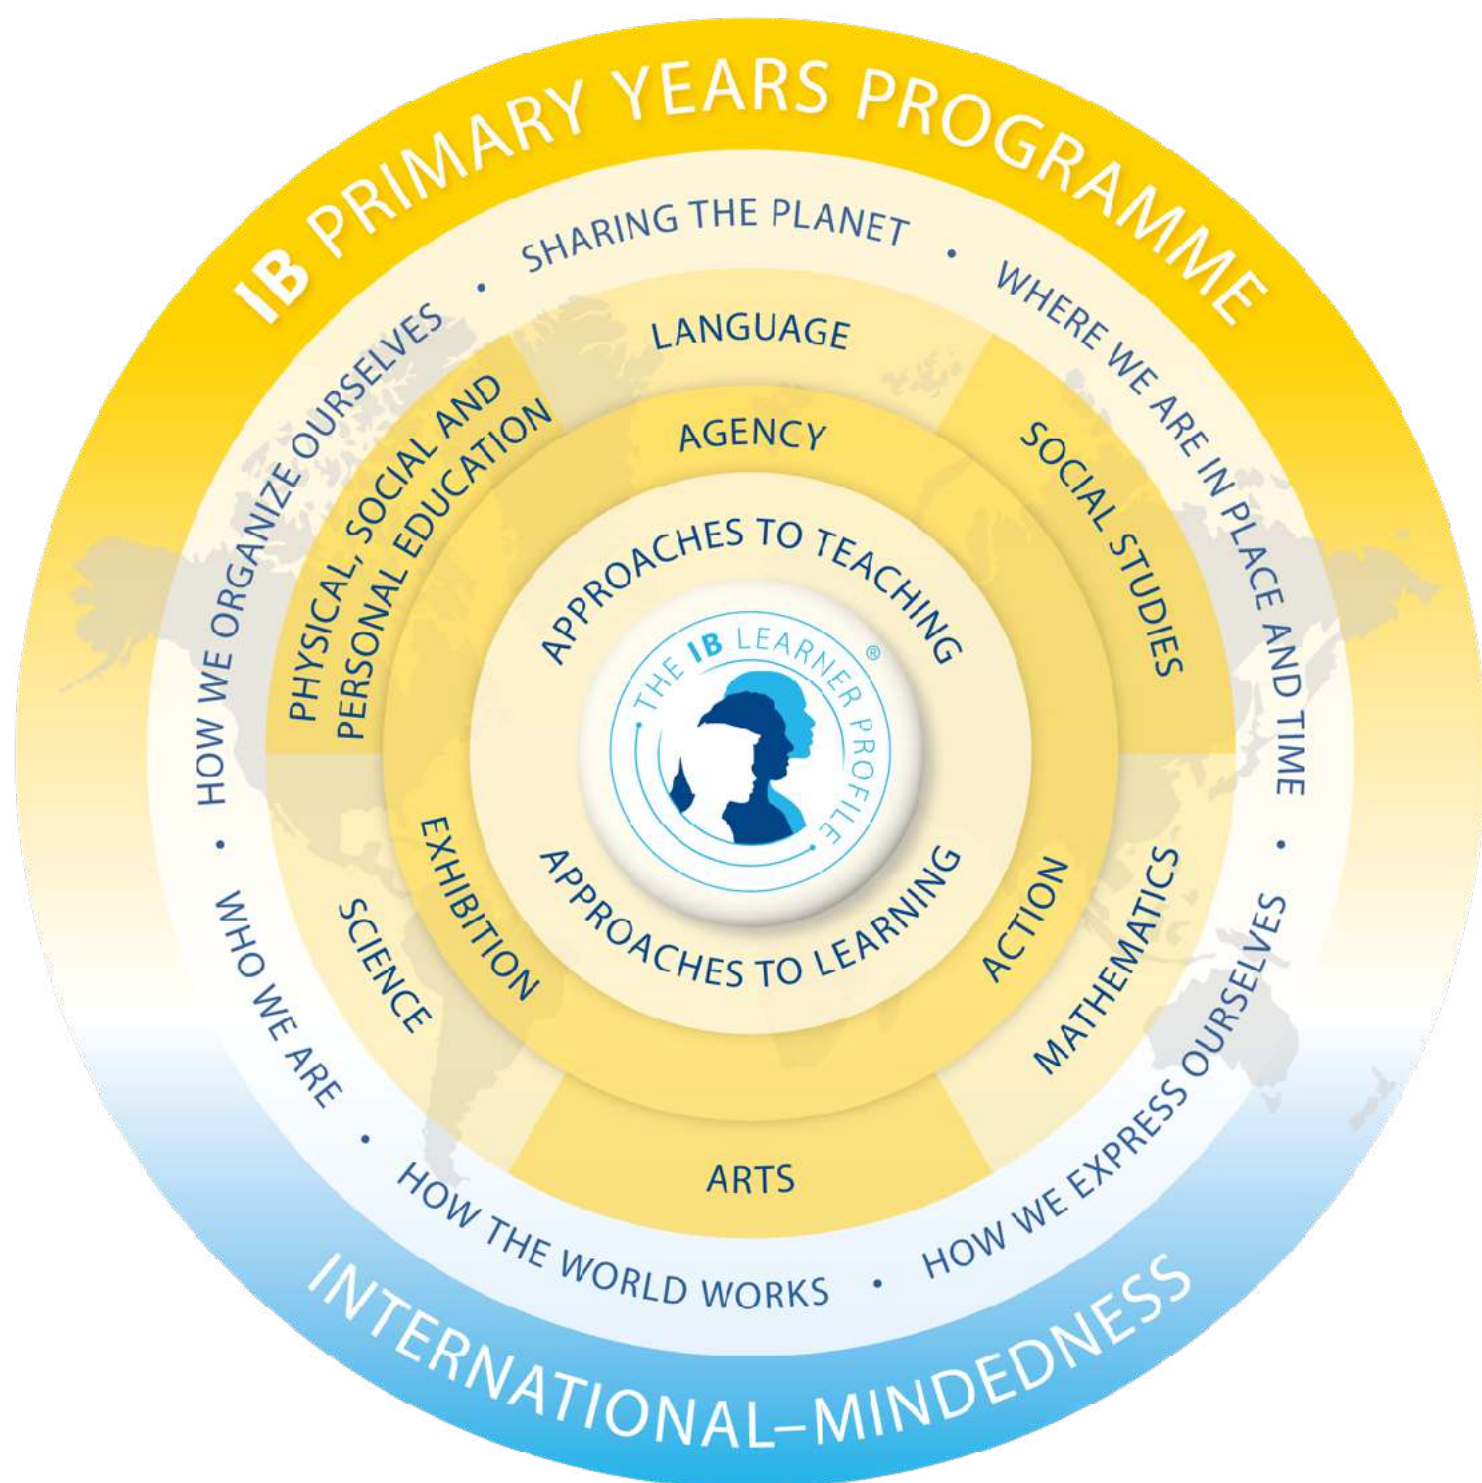 IB PRIMARY YEARS PROGRAMME
SHARING THE PLANET
•
WHERE WE ARE IN PLACE AND TIME
•
HOW WE EXPRESS OURSELVES
•
HOW THE WORLD WORKS
•
WHO WE ARE
•
HOW WE ORGANIZE OURSELVES
•
LANGUAGE
SOCIAL STUDIES
MATHEMATICS
ARTS
SCIENCE
PHYSICAL, SOCIAL AND
PERSONAL EDUCATION
AGENCY
ACTION
EXHIBITION
APPROACHES TO TEACHING
APPROACHES TO LEARNING
• THE IB LEARNER PROFILE • ®
INTERNATIONAL–MINDEDNESS